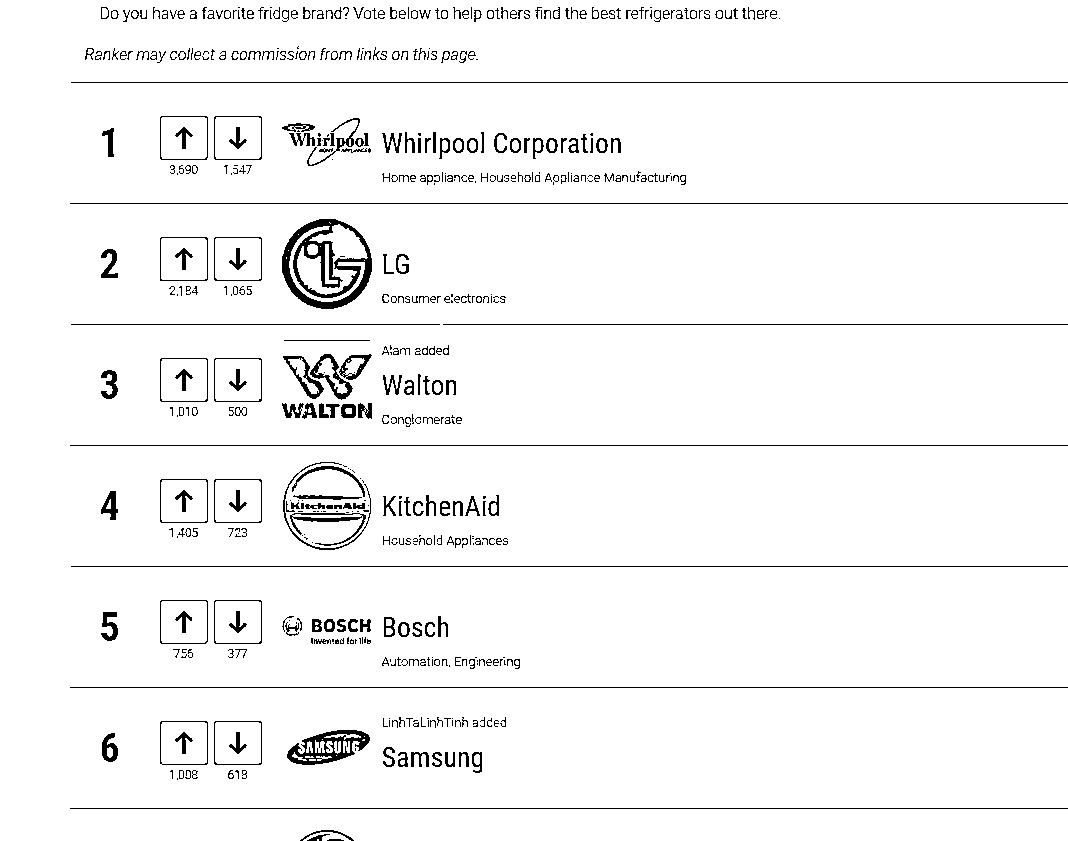 Do you have a favorite fridge brand? Vote below to help others find the best refrigerators out there.
Ranker may collect a commission from links on this page.
1
3,690 1,547
Whirlpool
Whirlpool Corporation
Home appliance, Household Appliance Manufacturing
2
2,184 1,065
LG
LG
Consumer electronics
3
1,010 500
WALTON
Alam added
Walton
Conglomerate
4
1,405 723
KitchenAid
KitchenAid
Household Appliances
5
756 377
BOSCH
Invented for life
Bosch
Automation, Engineering
6
1,008 618
SAMSUNG
LinhTaLinhTinh added
Samsung